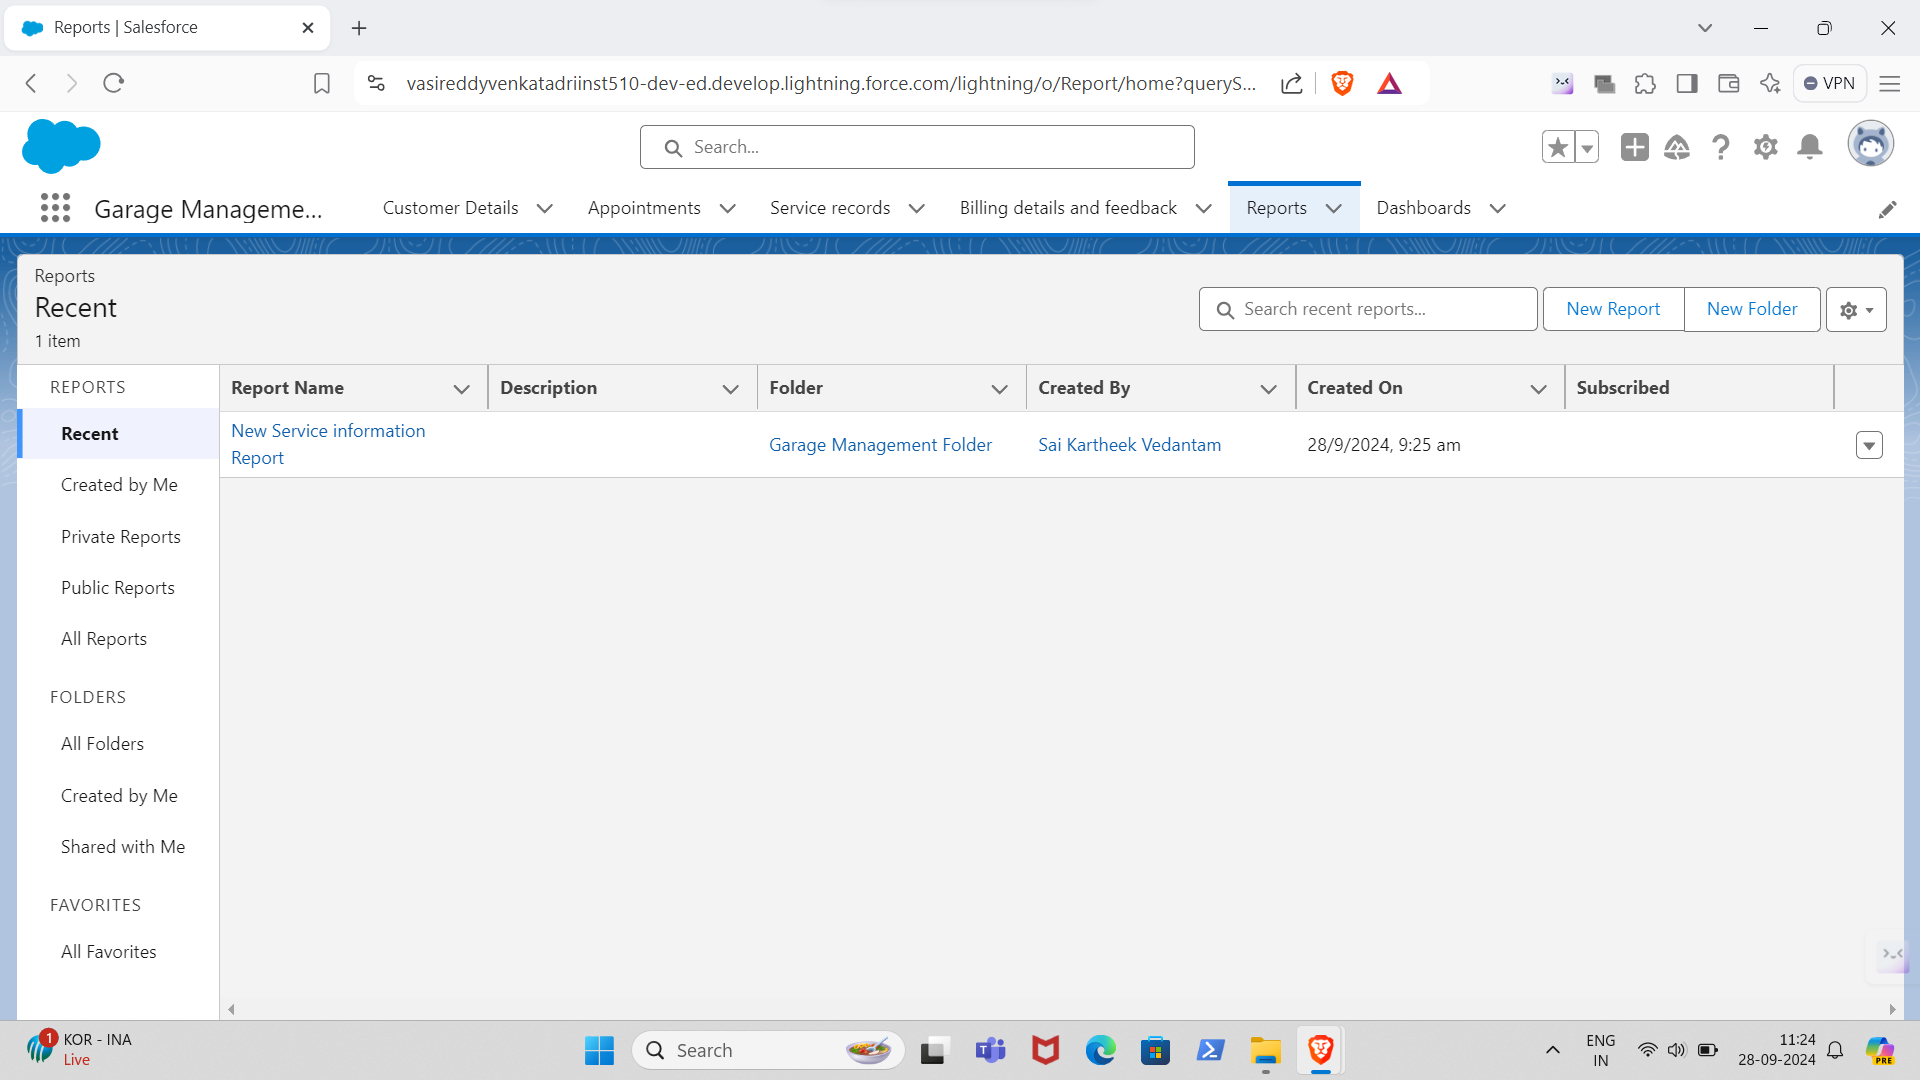 Reports | Salesforce
vasireddyvenkatadriinst510-dev-ed.develop.lightning.force.com/lightning/o/Report/home?queryS...
VPN
Search...
Garage Manageme...
Customer Details
Appointments
Service records
Billing details and feedback
Reports
Dashboards
Reports
Recent
1 item
Search recent reports...
New Report
New Folder
REPORTS
Recent
Created by Me
Private Reports
Public Reports
All Reports
FOLDERS
All Folders
Created by Me
Shared with Me
FAVORITES
All Favorites
Report Name
Description
Folder
Created By
Created On
Subscribed
New Service information
Report
Garage Management Folder
Sai Kartheek Vedantam
28/9/2024, 9:25 am
1
KOR - INA
Live
Search
ENG
IN
11:24
28-09-2024
PRE